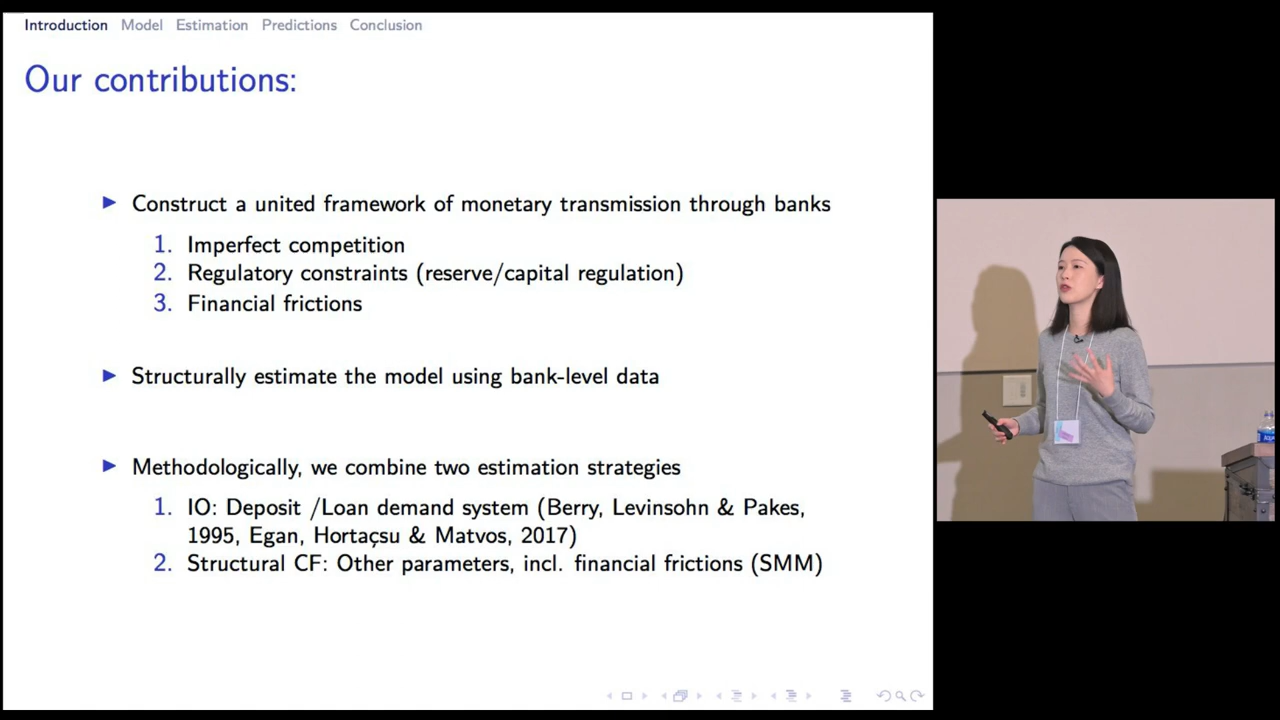 Introduction Model Estimation Predictions Conclusion
Our contributions:
Construct a united framework of monetary transmission through banks
1. Imperfect competition
2. Regulatory constraints (reserve/capital regulation)
3. Financial frictions
Structurally estimate the model using bank-level data
Methodologically, we combine two estimation strategies
1. IO: Deposit /Loan demand system (Berry, Levinsohn & Pakes,
1995, Egan, Hortaçsu & Matvos, 2017)
2. Structural CF: Other parameters, incl. financial frictions (SMM)